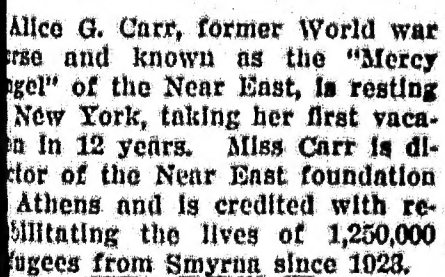 Alice G. Carr, former World war
rse and known as the "Mercy
gel" of the Near East, is resting
New York, taking her first vaca-
n in 12 years. Miss Carr is di-
tor of the Near East foundation
Athens and is credited with re-
bilitating the lives of 1,250,000
fugees from Smyrna since 1923.